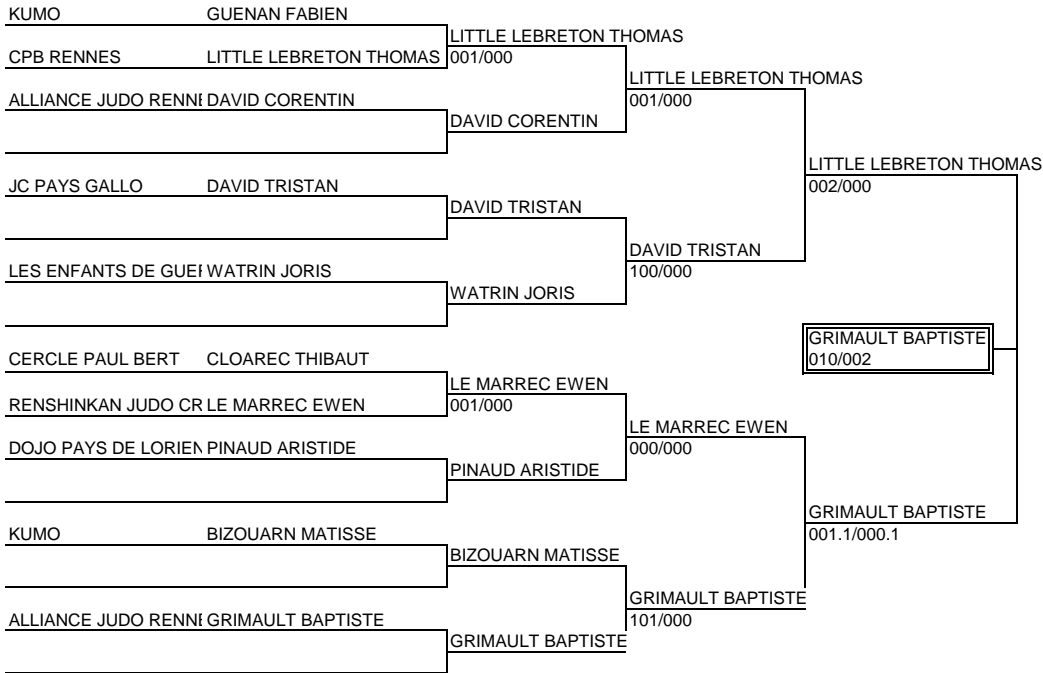 KUMO GUENAN FABIEN
LITTLE LEBRETON THOMAS
CPB RENNES LITTLE LEBRETON THOMAS 001/000
LITTLE LEBRETON THOMAS
ALLIANCE JUDO RENNE DAVID CORENTIN 001/000
DAVID CORENTIN
LITTLE LEBRETON THOMAS
JC PAYS GALLO DAVID TRISTAN 002/000
DAVID TRISTAN
DAVID TRISTAN
LES ENFANTS DE GUER WATRIN JORIS 100/000
WATRIN JORIS
GRIMAULT BAPTISTE
CERCLE PAUL BERT CLOAREC THIBAUT 010/002
LE MARREC EWEN
RENSHINKAN JUDO CR LE MARREC EWEN 001/000
LE MARREC EWEN
DOJO PAYS DE LORIEN PINAUD ARISTIDE 000/000
PINAUD ARISTIDE
GRIMAULT BAPTISTE
KUMO BIZOUARN MATISSE 001.1/000.1
BIZOUARN MATISSE
GRIMAULT BAPTISTE
ALLIANCE JUDO RENNE GRIMAULT BAPTISTE 101/000
GRIMAULT BAPTISTE